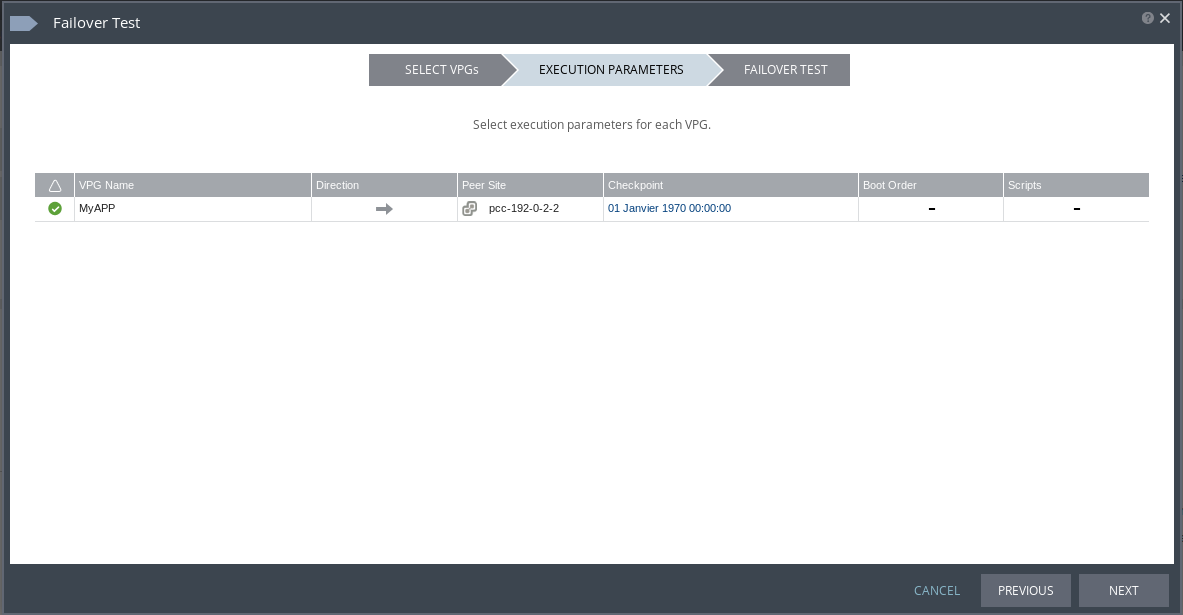 Failover Test
SELECT VPGs
EXECUTION PARAMETERS
FAILOVER TEST
Select execution parameters for each VPG.
VPG Name Direction Peer Site Checkpoint Boot Order Scripts
MyAPP pcc-192-0-2-2 01 Janvier 1970 00:00:00 – –
CANCEL PREVIOUS NEXT